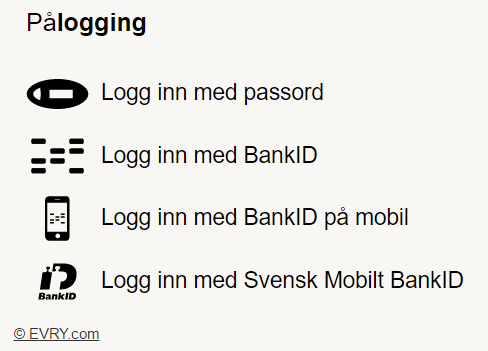 Pålogging
Logg inn med passord
Logg inn med BankID
Logg inn med BankID på mobil
BankID
Logg inn med Svensk Mobilt BankID
© EVRY.com